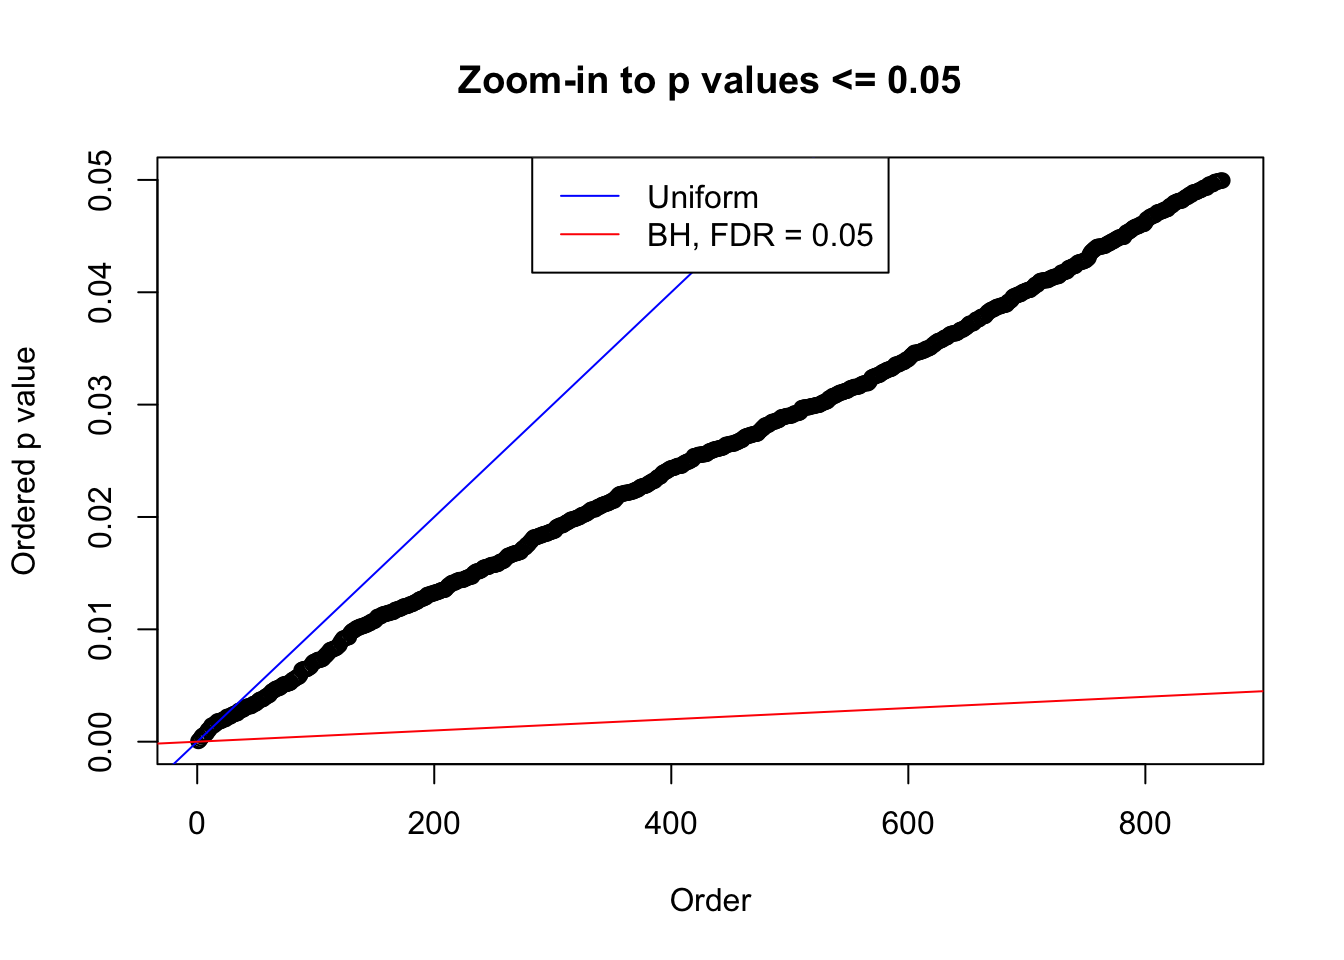 Zoom-in to p values <= 0.05
Uniform
BH, FDR = 0.05
Ordered p value
0.05
0.04
0.03
0.02
0.01
0.00
0 200 400 600 800
Order